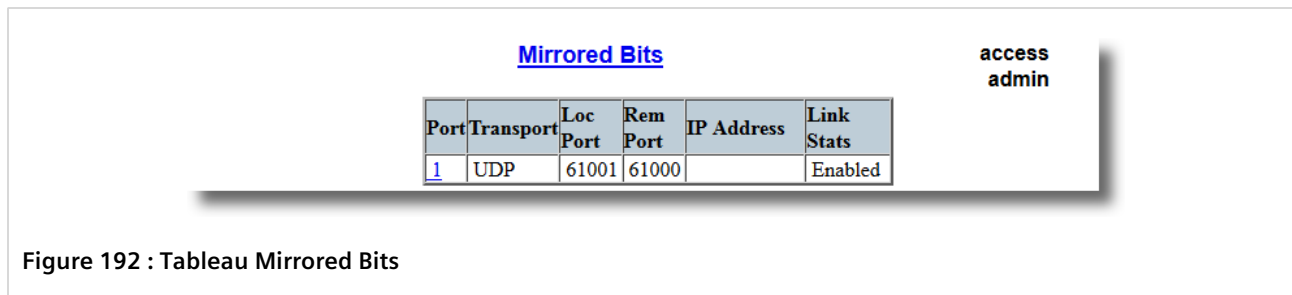 Mirrored Bits
access
admin
Port Transport Loc Port Rem Port IP Address Link Stats
1 UDP 61001 61000 Enabled
Figure 192 : Tableau Mirrored Bits